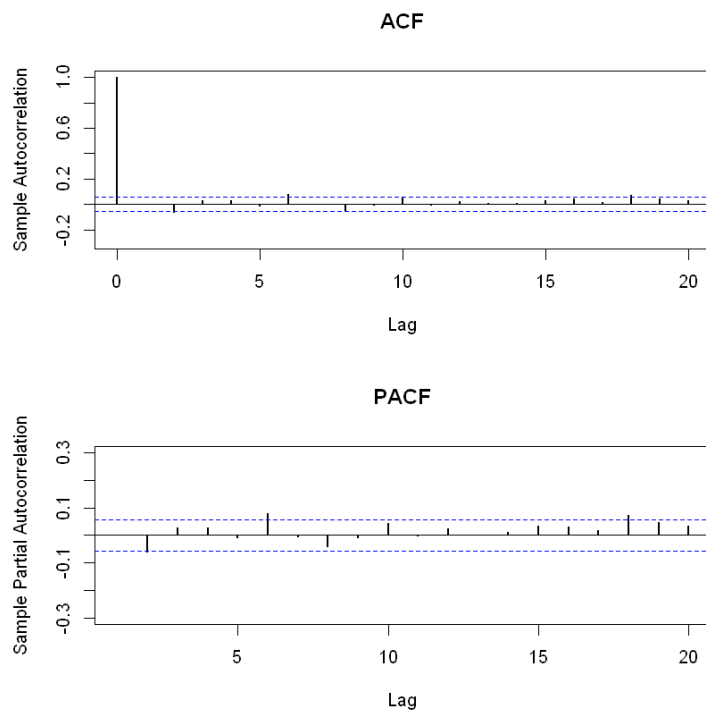 ACF
Sample Autocorrelation
1.0
0.6
0.2
-0.2
0 5 10 15 20
Lag
PACF
Sample Partial Autocorrelation
0.3
0.1
-0.1
-0.3
5 10 15 20
Lag